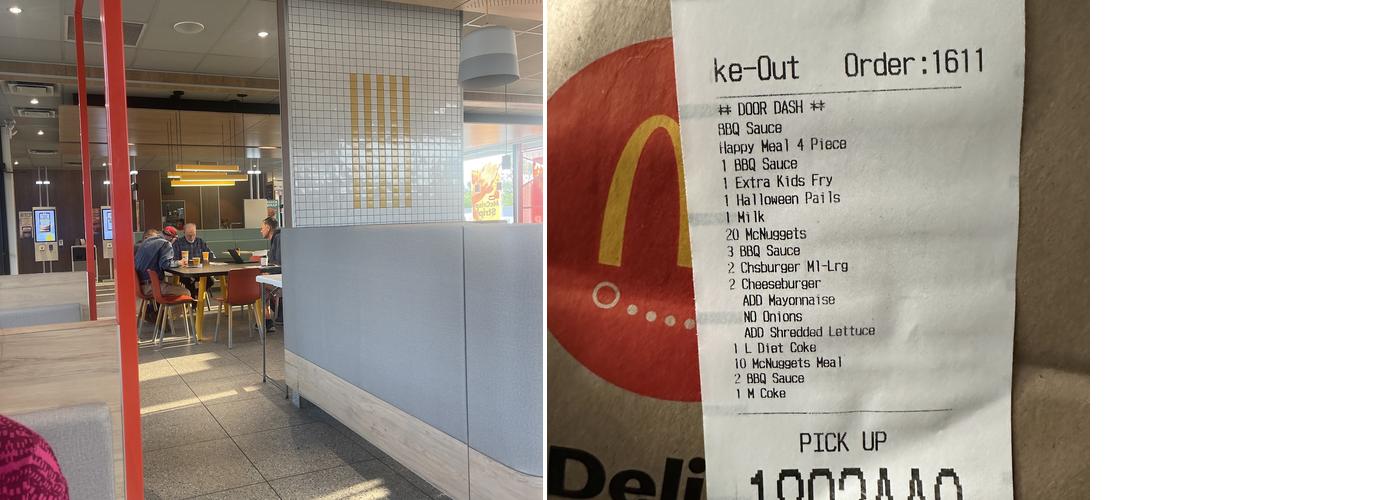 ke-Out Order:1611
** DOOR DASH **
BBQ Sauce
Happy Meal 4 Piece
1 BBQ Sauce
1 Extra Kids Fry
1 Halloween Pails
1 Milk
20 McNuggets
3 BBQ Sauce
2 Chsburger Ml-Lrg
2 Cheeseburger
ADD Mayonnaise
NO Onions
ADD Shredded Lettuce
1 L Diet Coke
10 McNuggets Meal
2 BBQ Sauce
1 M Coke
PICK UP
Deli